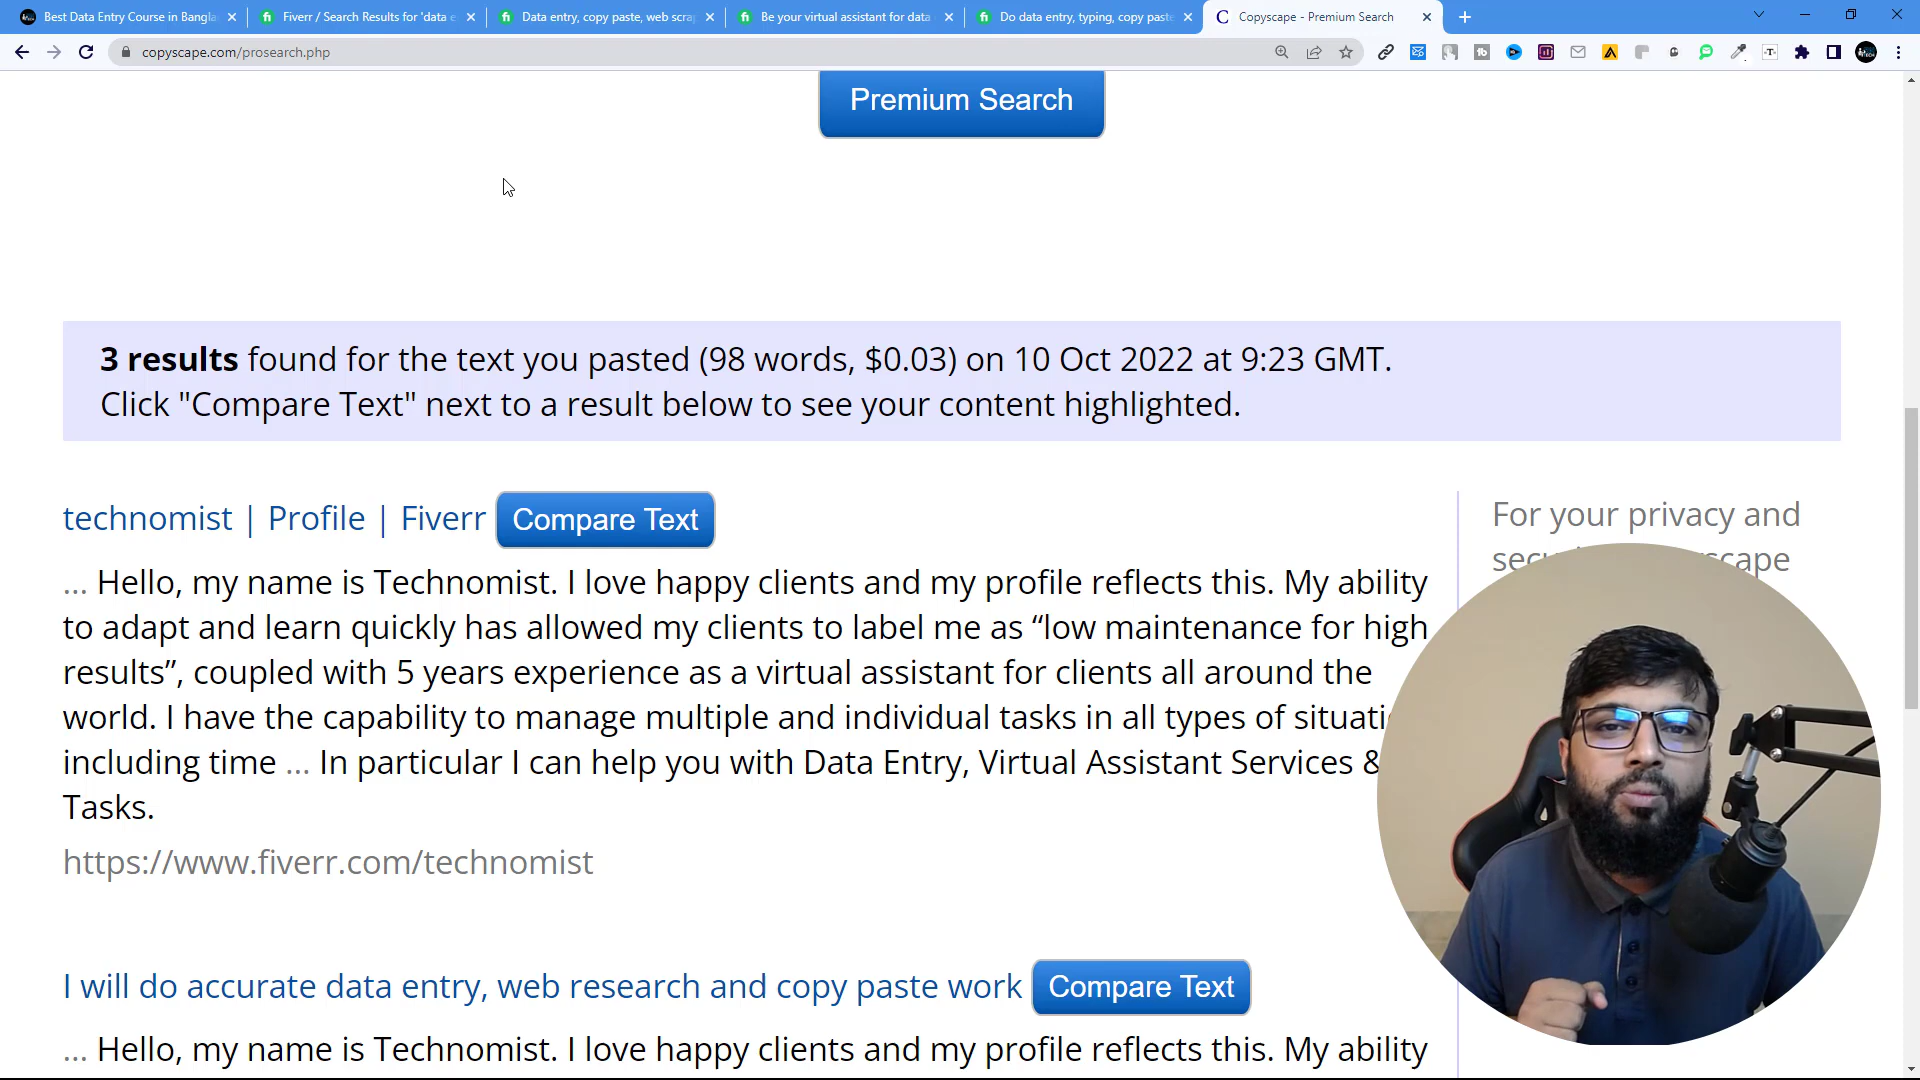 Best Data Entry Course in Bangla
Fiverr / Search Results for 'data e
Data entry, copy paste, web scrap
Be your virtual assistant for data
Do data entry, typing, copy paste
Copyscape - Premium Search
copyscape.com/prosearch.php
Premium Search
3 results found for the text you pasted (98 words, $0.03) on 10 Oct 2022 at 9:23 GMT.
Click "Compare Text" next to a result below to see your content highlighted.
technomist | Profile | Fiverr
Compare Text
... Hello, my name is Technomist. I love happy clients and my profile reflects this. My ability
to adapt and learn quickly has allowed my clients to label me as “low maintenance for high
results”, coupled with 5 years experience as a virtual assistant for clients all around the
world. I have the capability to manage multiple and individual tasks in all types of situatio
including time ... In particular I can help you with Data Entry, Virtual Assistant Services &
Tasks.
https://www.fiverr.com/technomist
I will do accurate data entry, web research and copy paste work
Compare Text
... Hello, my name is Technomist. I love happy clients and my profile reflects this. My ability
For your privacy and